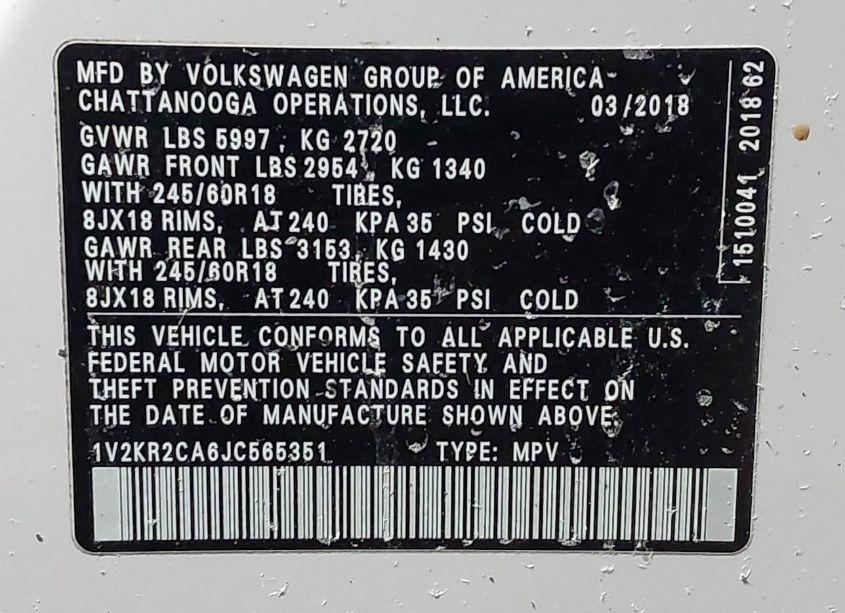 MFD BY VOLKSWAGEN GROUP OF AMERICA
CHATTANOOGA OPERATIONS, LLC. 03/2018
GVWR LBS 5997, KG 2720
GAWR FRONT LBS 2954, KG 1340
WITH 245/60R18 TIRES,
8JX18 RIMS, AT 240 KPA 35 PSI COLD
GAWR REAR LBS 3153, KG 1430
WITH 245/60R18 TIRES,
8JX18 RIMS, AT 240 KPA 35 PSI COLD
THIS VEHICLE CONFORMS TO ALL APPLICABLE U.S.
FEDERAL MOTOR VEHICLE SAFETY AND
THEFT PREVENTION STANDARDS IN EFFECT ON
THE DATE OF MANUFACTURE SHOWN ABOVE.
1V2KR2CA6JC565351 TYPE: MPV
1510041 2018 62